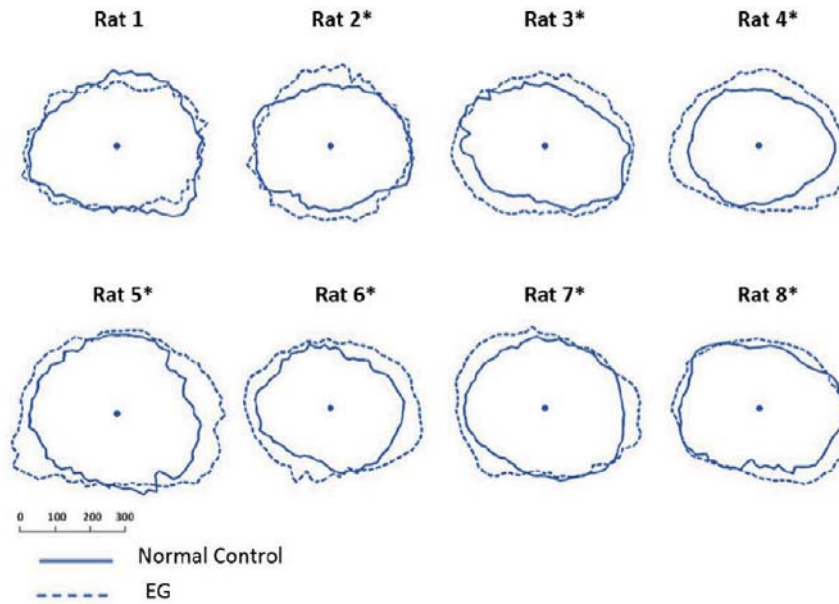 Rat 1 Rat 2* Rat 3* Rat 4*
Rat 5* Rat 6* Rat 7* Rat 8*
0 100 200 300
Normal Control
EG